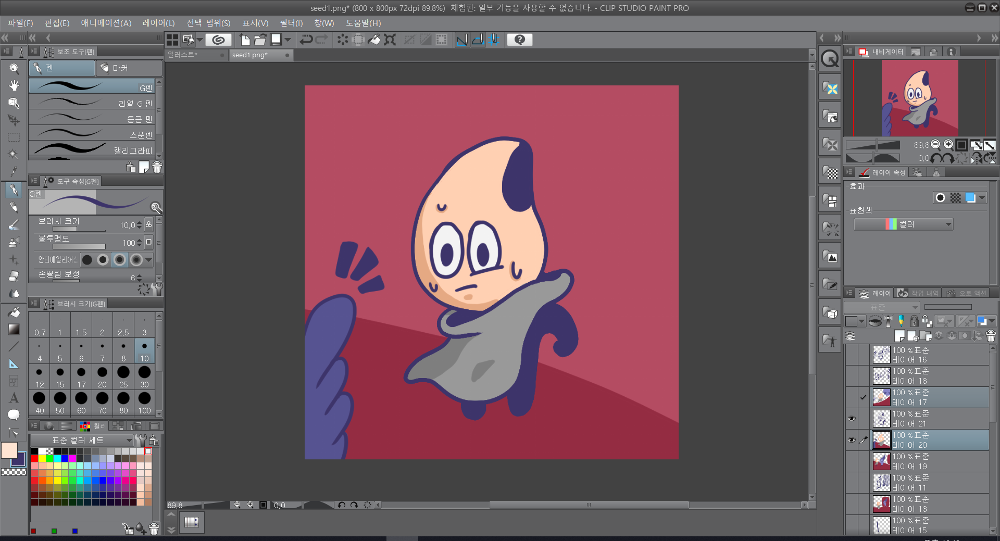 seed1.png* (800 x 800px 72dpi 89.8%) 체험판: 일부 기능을 사용할 수 없습니다. - CLIP STUDIO PAINT PRO
파일(F) 편집(E) 애니메이션(A) 레이어(L) 선택 범위(S) 표시(V) 필터(I) 창(W) 도움말(H)
보조 도구[펜]
펜
마커
G펜
리얼 G 펜
둥근 펜
스푼펜
캘리그라피
도구 속성[G펜]
G펜
브러시 크기 10.0
불투명도 100
안티에일리어싱
손떨림 보정 6
브러시 크기[G펜]
0.7 1 1.5 2 2.5 3
4 5 6 7 8 10
12 15 17 20 25 30
40 50 60 70 80 100
컬러
표준 컬러 세트
일러스트*
seed1.png*
89.8
0.0
내비게이터
89.8
0.0
레이어 속성
효과
표현색
컬러
레이어
작업 내역
오토 액션
표준
100 % 표준
레이어 16
100 % 표준
레이어 18
100 % 표준
레이어 17
100 % 표준
레이어 21
100 % 표준
레이어 20
100 % 표준
레이어 19
100 % 표준
레이어 11
100 % 표준
레이어 13
100 % 표준
레이어 15